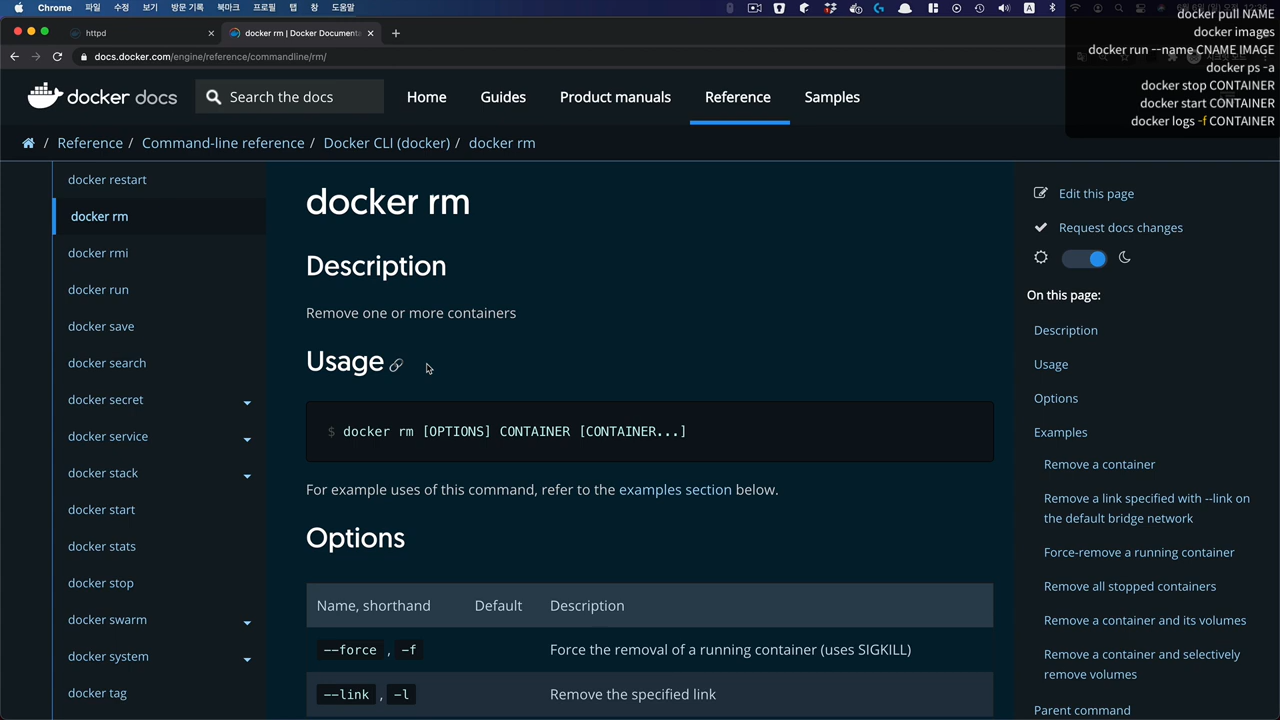 Chrome 파일 수정 보기 방문 기록 북마크 프로필 탭 창 도움말
httpd
docker rm | Docker Documenta
docs.docker.com/engine/reference/commandline/rm/
docker pull NAME
docker images
docker run --name CNAME IMAGE
docker ps -a
docker stop CONTAINER
docker start CONTAINER
docker logs -f CONTAINER
docker docs
Search the docs
Home Guides Product manuals Reference Samples
/ Reference / Command-line reference / Docker CLI (docker) / docker rm
docker restart
docker rm
docker rmi
docker run
docker save
docker search
docker secret
docker service
docker stack
docker start
docker stats
docker stop
docker swarm
docker system
docker tag
docker rm
Description
Remove one or more containers
Usage
$ docker rm [OPTIONS] CONTAINER [CONTAINER...]
For example uses of this command, refer to the examples section below.
Options
Name, shorthand Default Description
--force , -f Force the removal of a running container (uses SIGKILL)
--link , -l Remove the specified link
Edit this page
Request docs changes
On this page:
Description
Usage
Options
Examples
Remove a container
Remove a link specified with --link on
the default bridge network
Force-remove a running container
Remove all stopped containers
Remove a container and its volumes
Remove a container and selectively
remove volumes
Parent command